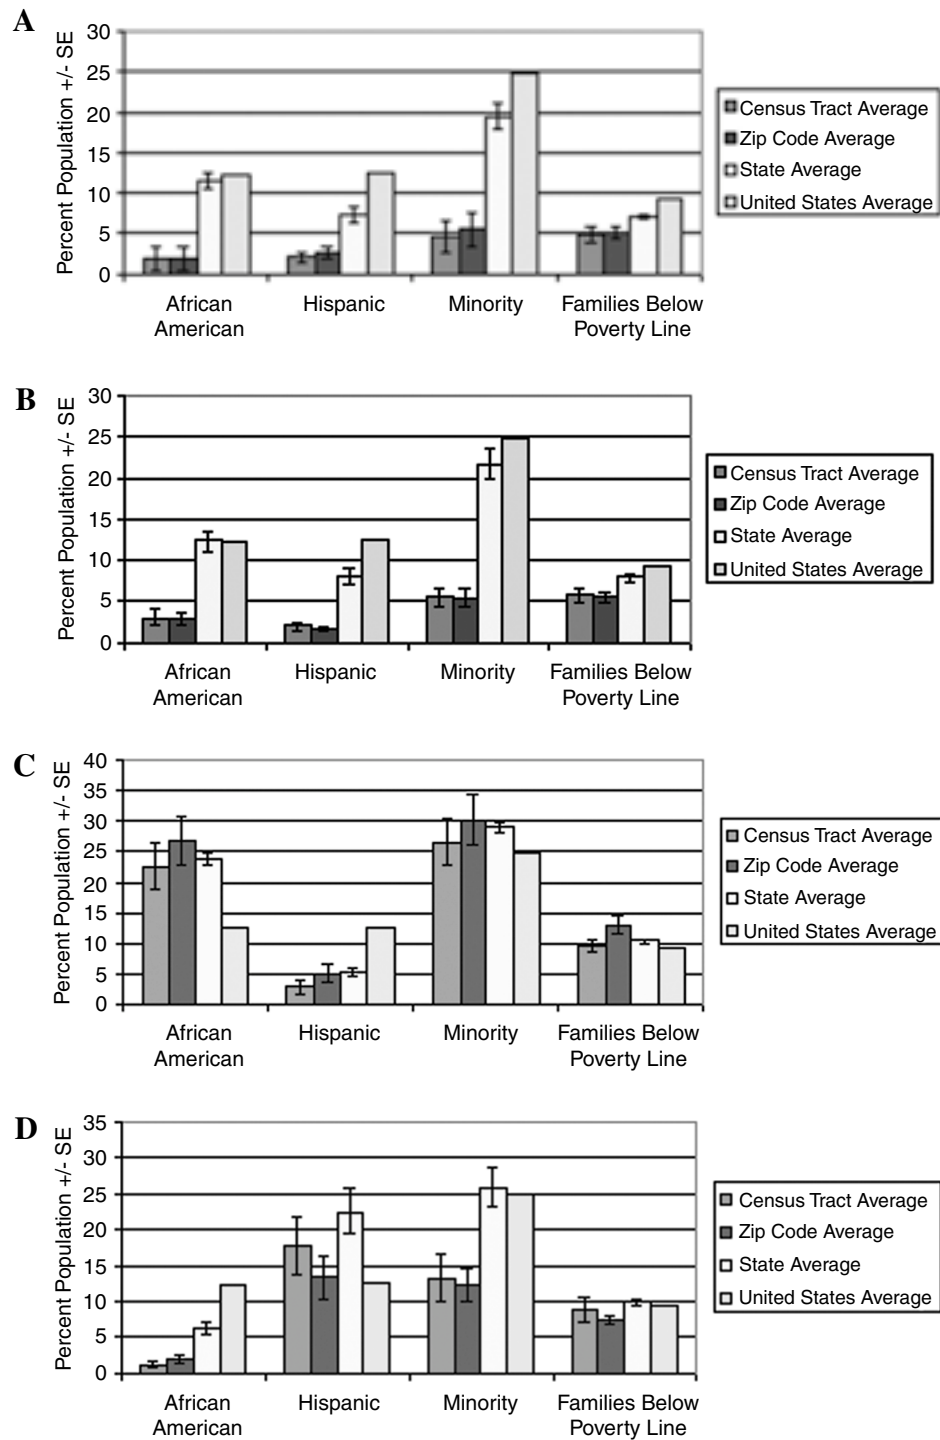 A
Percent Population +/- SE
30
25
20
15
10
5
0
African
American
Hispanic
Minority
Families Below
Poverty Line
Census Tract Average
Zip Code Average
State Average
United States Average
B
Percent Population +/- SE
30
25
20
15
10
5
0
African
American
Hispanic
Minority
Families Below
Poverty Line
Census Tract Average
Zip Code Average
State Average
United States Average
C
Percent Population +/- SE
40
35
30
25
20
15
10
5
0
African
American
Hispanic
Minority
Families Below
Poverty Line
Census Tract Average
Zip Code Average
State Average
United States Average
D
Percent Population +/- SE
35
30
25
20
15
10
5
0
African
American
Hispanic
Minority
Families Below
Poverty Line
Census Tract Average
Zip Code Average
State Average
United States Average